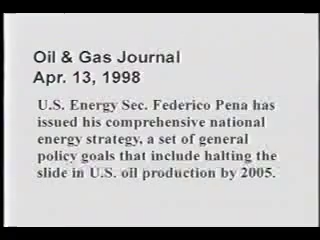 Oil & Gas Journal
Apr. 13, 1998
U.S. Energy Sec. Federico Pena has
issued his comprehensive national
energy strategy, a set of general
policy goals that include halting the
slide in U.S. oil production by 2005.